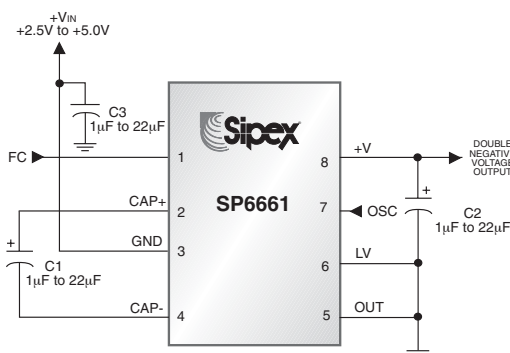 +VIN
+2.5V to +5.0V
C3
1µF to 22µF
FC
1
CAP+
2
GND
3
C1
1µF to 22µF
CAP-
4
Sipex
SP6661
8
+V
DOUBLE
NEGATIVE
VOLTAGE
OUTPUT
7
OSC
+
C2
1µF to 22µF
6
LV
5
OUT
+